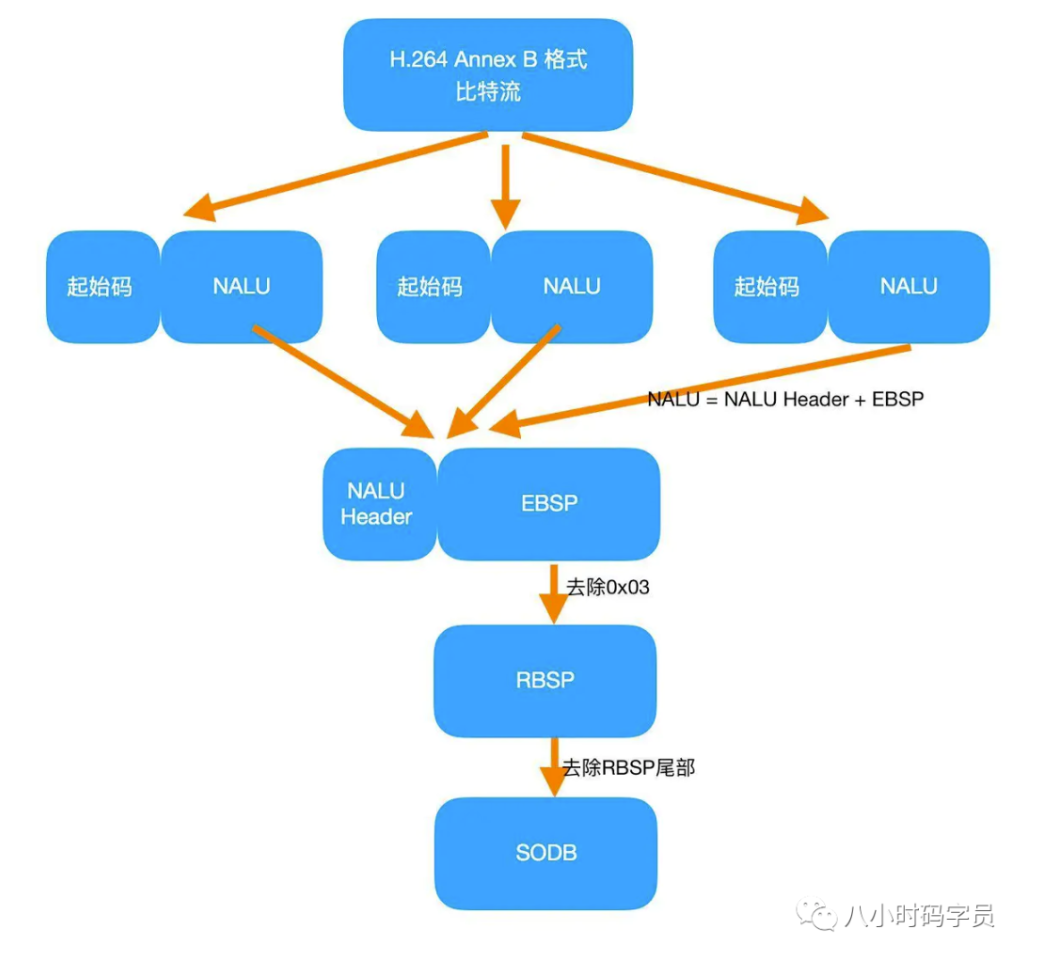 H.264 Annex B 格式
比特流
起始码
NALU
起始码
NALU
起始码
NALU
NALU = NALU Header + EBSP
NALU
Header
EBSP
去除0x03
RBSP
去除RBSP尾部
SODB
八小时码字员